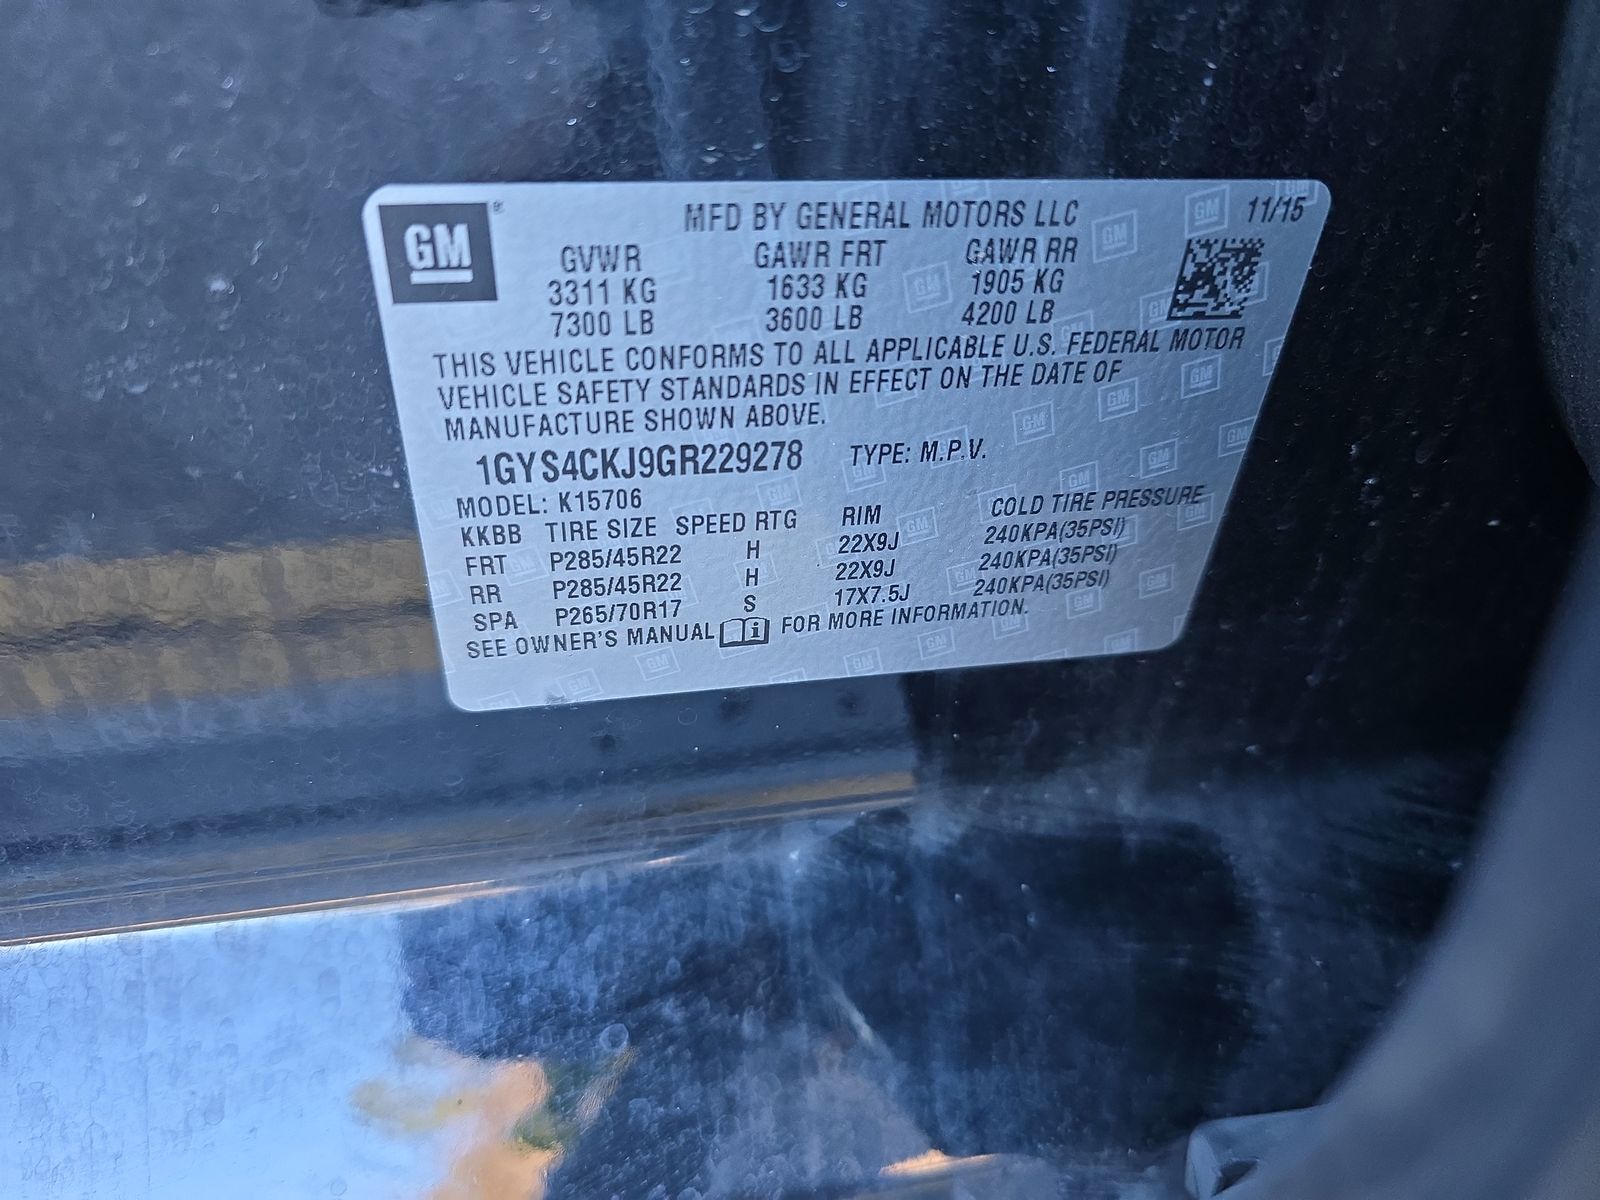 GM
MFD BY GENERAL MOTORS LLC 11/15
GVWR GAWR FRT GAWR RR
3311 KG 1633 KG 1905 KG
7300 LB 3600 LB 4200 LB
THIS VEHICLE CONFORMS TO ALL APPLICABLE U.S. FEDERAL MOTOR
VEHICLE SAFETY STANDARDS IN EFFECT ON THE DATE OF
MANUFACTURE SHOWN ABOVE.
1GYS4CKJ9GR229278 TYPE: M.P.V.
MODEL: K15706
KKBB TIRE SIZE SPEED RTG RIM COLD TIRE PRESSURE
FRT P285/45R22 H 22X9J 240KPA(35PSI)
RR P285/45R22 H 22X9J 240KPA(35PSI)
SPA P265/70R17 S 17X7.5J 240KPA(35PSI)
SEE OWNER'S MANUAL i FOR MORE INFORMATION.